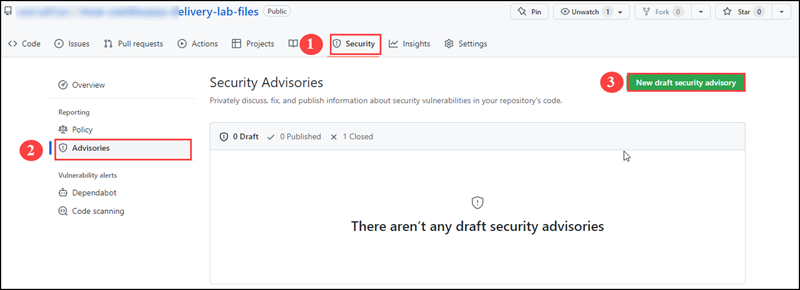 elivery-lab-files Public Pin Unwatch 1 Fork 0 Star 0
Code Issues Pull requests Actions Projects 1 Security Insights Settings
Overview
Reporting
Policy
2 Advisories
Vulnerability alerts
Dependabot
Code scanning
Security Advisories
3 New draft security advisory
Privately discuss, fix, and publish information about security vulnerabilities in your repository's code.
0 Draft 0 Published 1 Closed
There aren't any draft security advisories